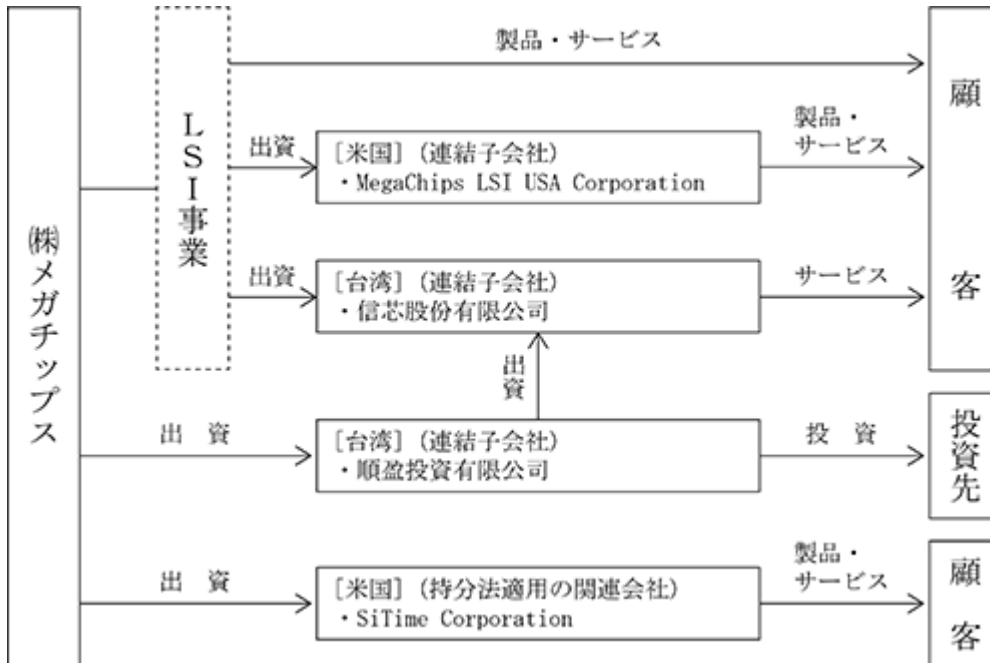 ㈱メガチップス
LSI事業
製品・サービス
顧客
出資
[米国](連結子会社)
・MegaChips LSI USA Corporation
製品・
サービス
出資
[台湾](連結子会社)
・信芯股份有限公司
サービス
出資
出 資
[台湾](連結子会社)
・順盈投資有限公司
投 資
投資先
出 資
[米国](持分法適用の関連会社)
・SiTime Corporation
製品・
サービス
顧客